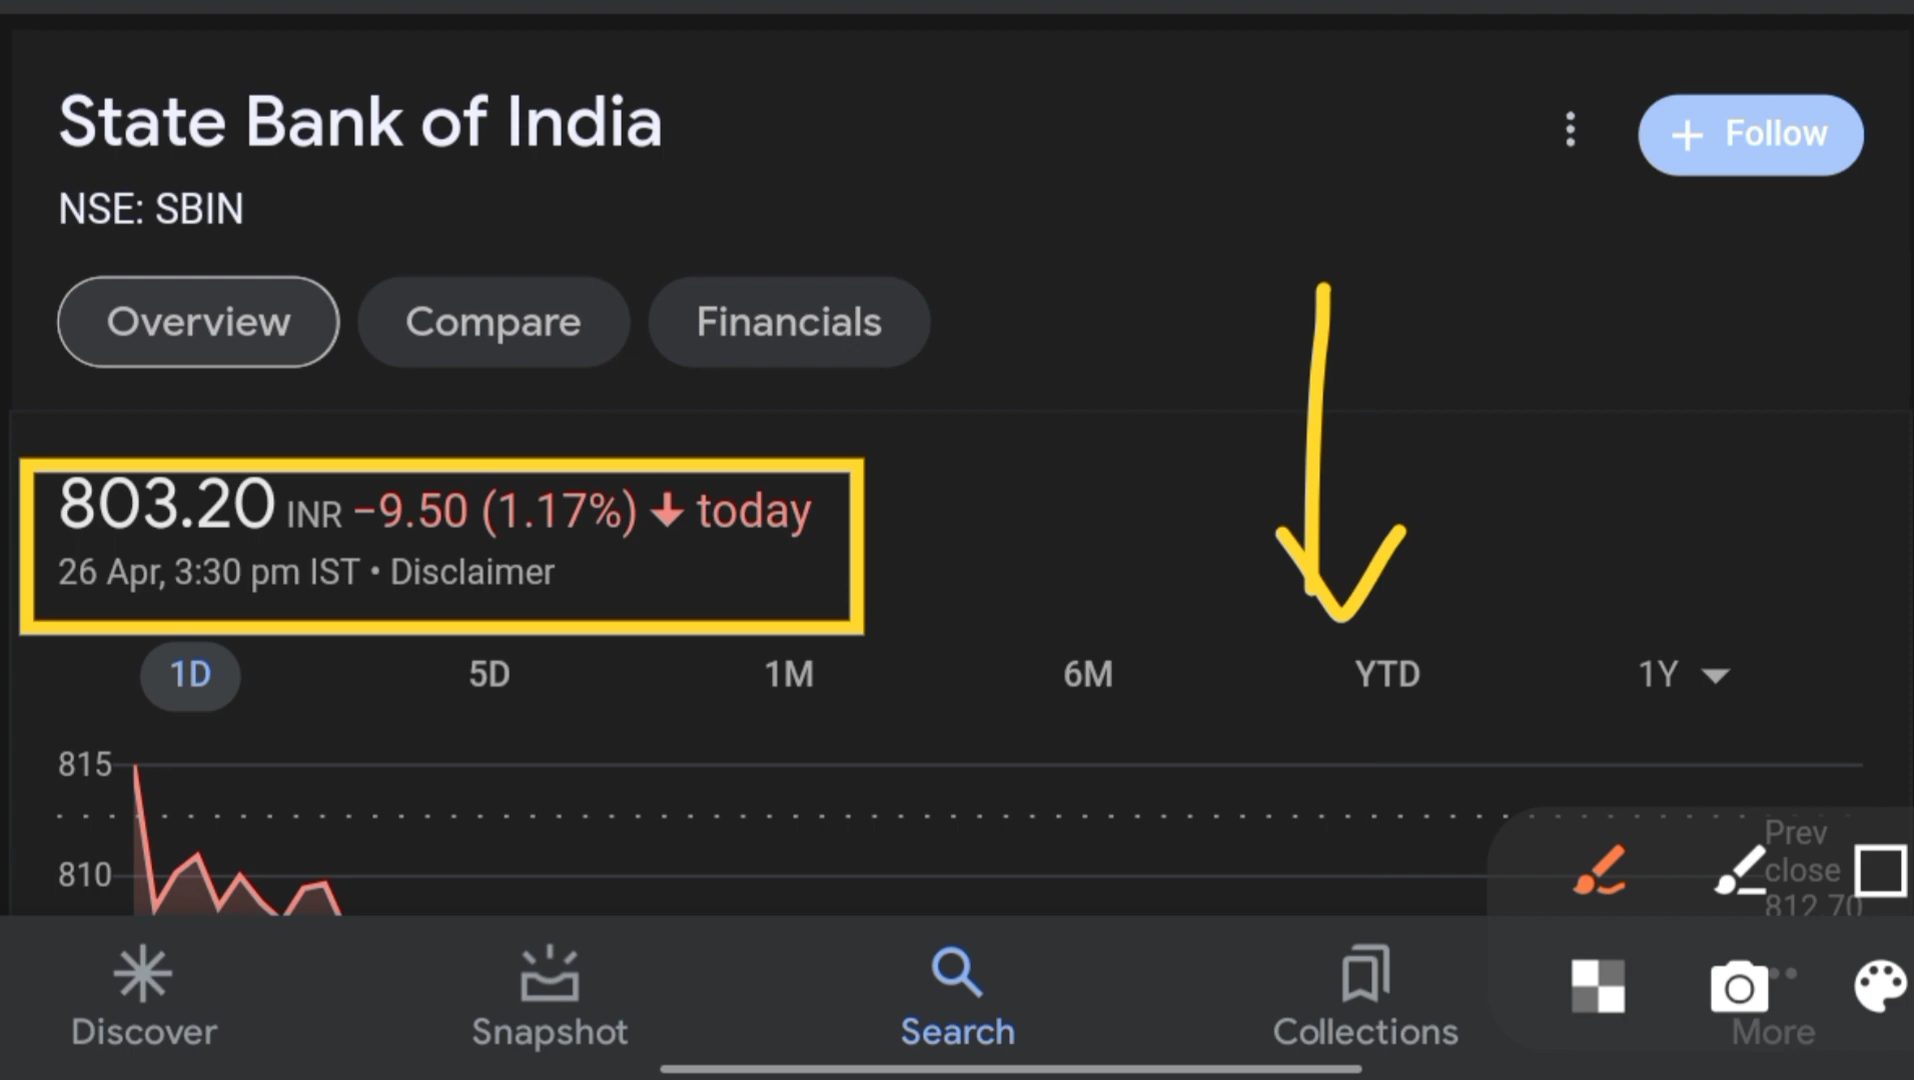 State Bank of India
+ Follow
NSE: SBIN
Overview
Compare
Financials
803.20 INR −9.50 (1.17%) ↓ today
26 Apr, 3:30 pm IST • Disclaimer
1D
5D
1M
6M
YTD
1Y
815
810
Prev
close
812.70
Discover
Snapshot
Search
Collections
More